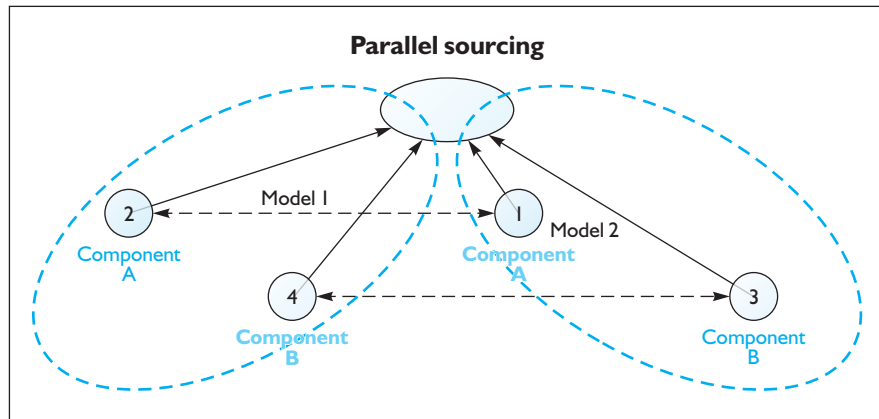 Parallel sourcing
2
Model 1
1
Model 2
Component
A
Component
A
4
3
Component
B
Component
B